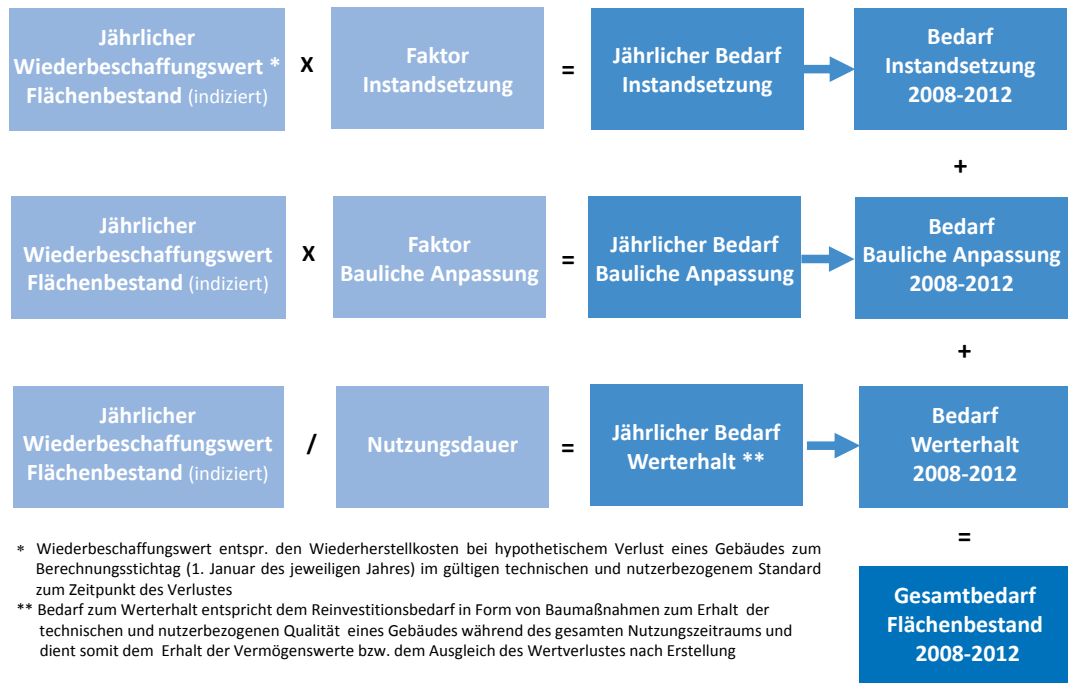 Jährlicher
Wiederbeschaffungswert *
Flächenbestand (indiziert)
X
Faktor
Instandsetzung
=
Jährlicher Bedarf
Instandsetzung
Bedarf
Instandsetzung
2008-2012
+
Jährlicher
Wiederbeschaffungswert
Flächenbestand (indiziert)
X
Faktor
Bauliche Anpassung
=
Jährlicher Bedarf
Bauliche Anpassung
Bedarf
Bauliche Anpassung
2008-2012
+
Jährlicher
Wiederbeschaffungswert
Flächenbestand (indiziert)
/
Nutzungsdauer
=
Jährlicher Bedarf
Werterhalt **
Bedarf
Werterhalt
2008-2012
=
Gesamtbedarf
Flächenbestand
2008-2012
* Wiederbeschaffungswert entspr. den Wiederherstellkosten bei hypothetischem Verlust eines Gebäudes zum
Berechnungsstichtag (1. Januar des jeweiligen Jahres) im gültigen technischen und nutzerbezogenem Standard
zum Zeitpunkt des Verlustes
** Bedarf zum Werterhalt entspricht dem Reinvestitionsbedarf in Form von Baumaßnahmen zum Erhalt der
technischen und nutzerbezogenen Qualität eines Gebäudes während des gesamten Nutzungszeitraums und
dient somit dem Erhalt der Vermögenswerte bzw. dem Ausgleich des Wertverlustes nach Erstellung